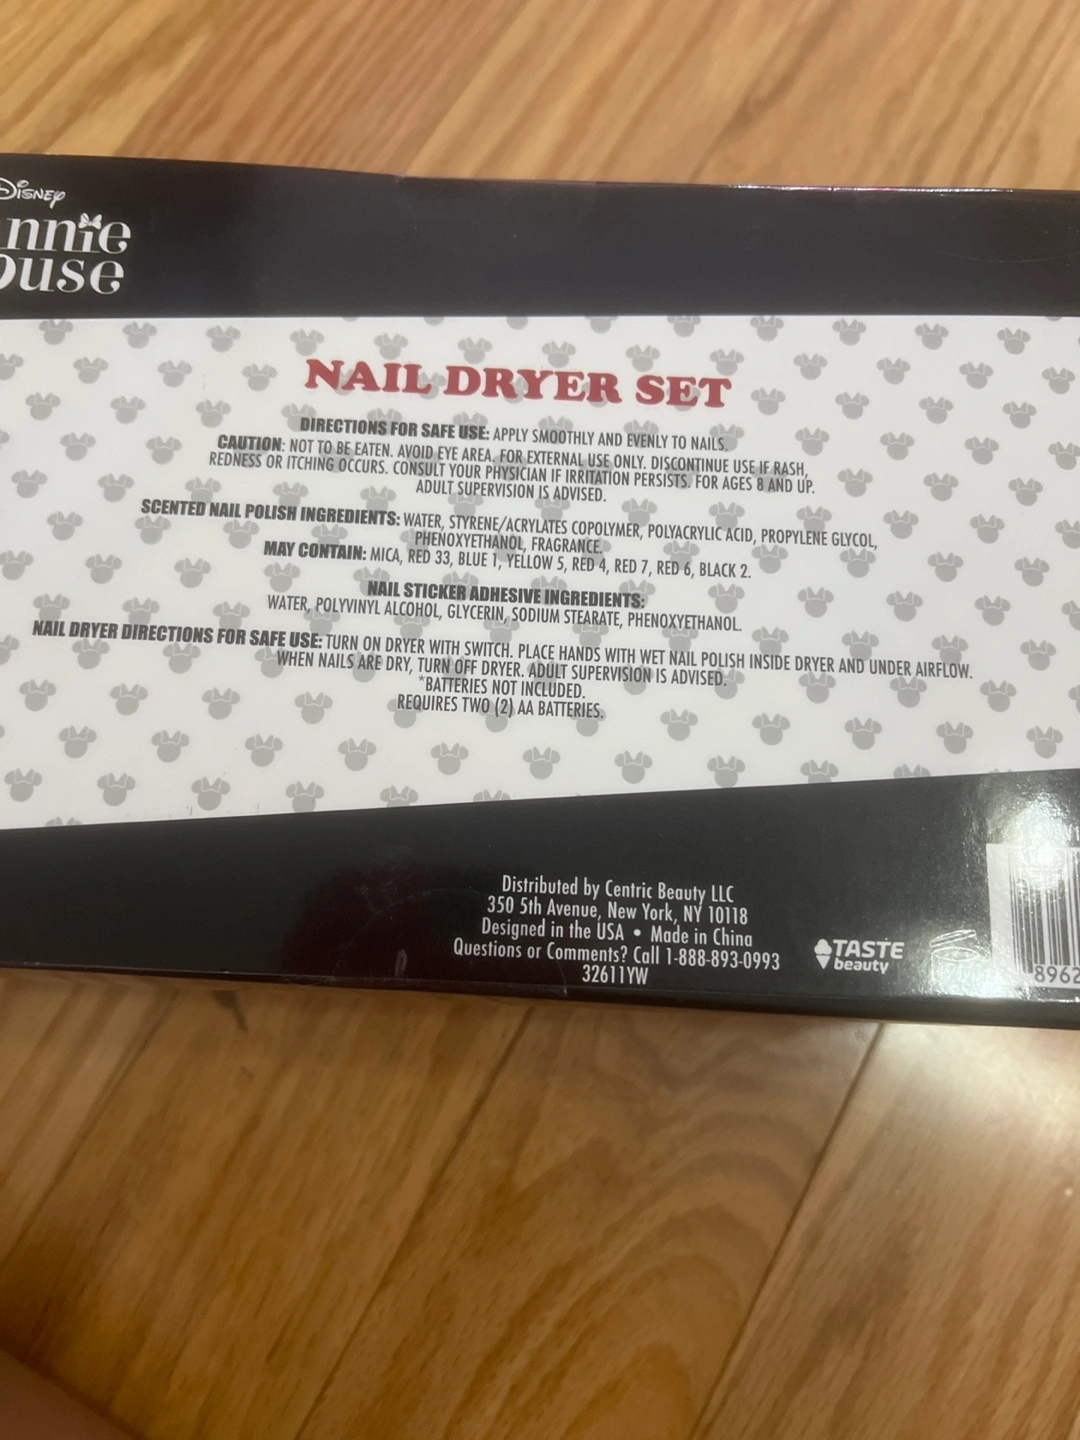 Disney
nnie
ouse
NAIL DRYER SET
DIRECTIONS FOR SAFE USE: APPLY SMOOTHLY AND EVENLY TO NAILS.
CAUTION: NOT TO BE EATEN. AVOID EYE AREA. FOR EXTERNAL USE ONLY. DISCONTINUE USE IF RASH,
REDNESS OR ITCHING OCCURS. CONSULT YOUR PHYSICIAN IF IRRITATION PERSISTS. FOR AGES 8 AND UP.
ADULT SUPERVISION IS ADVISED.
SCENTED NAIL POLISH INGREDIENTS: WATER, STYRENE/ACRYLATES COPOLYMER, POLYACRYLIC ACID, PROPYLENE GLYCOL,
PHENOXYETHANOL, FRAGRANCE.
MAY CONTAIN: MICA, RED 33, BLUE 1, YELLOW 5, RED 4, RED 7, RED 6, BLACK 2.
NAIL STICKER ADHESIVE INGREDIENTS:
WATER, POLYVINYL ALCOHOL, GLYCERIN, SODIUM STEARATE, PHENOXYETHANOL.
NAIL DRYER DIRECTIONS FOR SAFE USE: TURN ON DRYER WITH SWITCH. PLACE HANDS WITH WET NAIL POLISH INSIDE DRYER AND UNDER AIRFLOW.
WHEN NAILS ARE DRY, TURN OFF DRYER. ADULT SUPERVISION IS ADVISED.
*BATTERIES NOT INCLUDED.
REQUIRES TWO (2) AA BATTERIES.
Distributed by Centric Beauty LLC
350 5th Avenue, New York, NY 10118
Designed in the USA • Made in China
Questions or Comments? Call 1-888-893-0993
32611YW
TASTE
beauty
8962